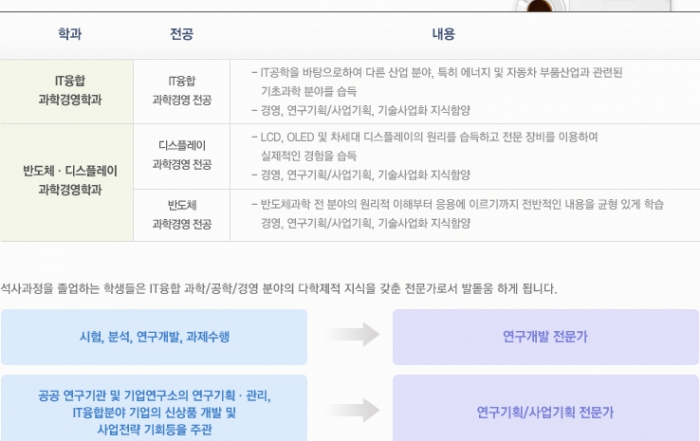 학과 전공 내용
IT융합
과학경영학과
IT융합
과학경영 전공
- IT공학을 바탕으로하여 다른 산업 분야, 특히 에너지 및 자동차 부품산업과 관련된
기초과학 분야를 습득
- 경영, 연구기획/사업기획, 기술사업화 지식함양
반도체 · 디스플레이
과학경영학과
디스플레이
과학경영 전공
- LCD, OLED 및 차세대 디스플레이의 원리를 습득하고 전문 장비를 이용하여
실제적인 경험을 습득
- 경영, 연구기획/사업기획, 기술사업화 지식함양
반도체
과학경영 전공
- 반도체과학 전 분야의 원리적 이해부터 응용에 이르기까지 전반적인 내용을 균형 있게 학습
경영, 연구기획/사업기획, 기술사업화 지식함양
석사과정을 졸업하는 학생들은 IT융합 과학/공학/경영 분야의 다학제적 지식을 갖춘 전문가로서 발돋움 하게 됩니다.
시험, 분석, 연구개발, 과제수행
연구개발 전문가
공공 연구기관 및 기업연구소의 연구기획 · 관리,
IT융합분야 기업의 신상품 개발 및
사업전략 기회등을 주관
연구기획/사업기획 전문가